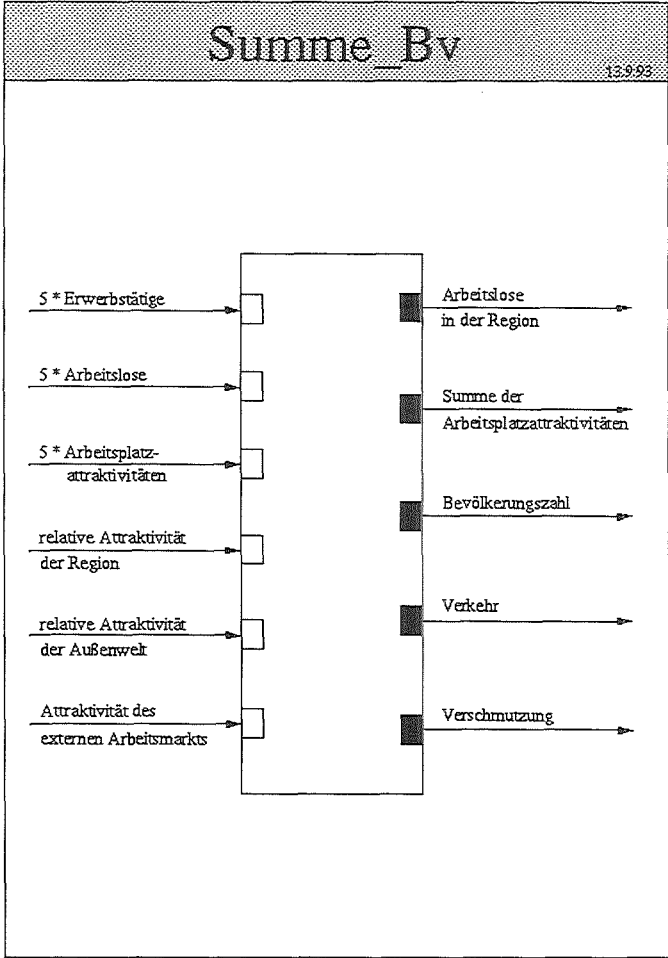 Summe_Bv
13.9.93
5 * Erwerbstätige
5 * Arbeitslose
5 * Arbeitsplatz-
attraktivitäten
relative Attraktivität
der Region
relative Attraktivität
der Außenwelt
Attraktivität des
externen Arbeitsmarkts
Arbeitslose
in der Region
Summe der
Arbeitsplatzattraktivitäten
Bevölkerungszahl
Verkehr
Verschmutzung